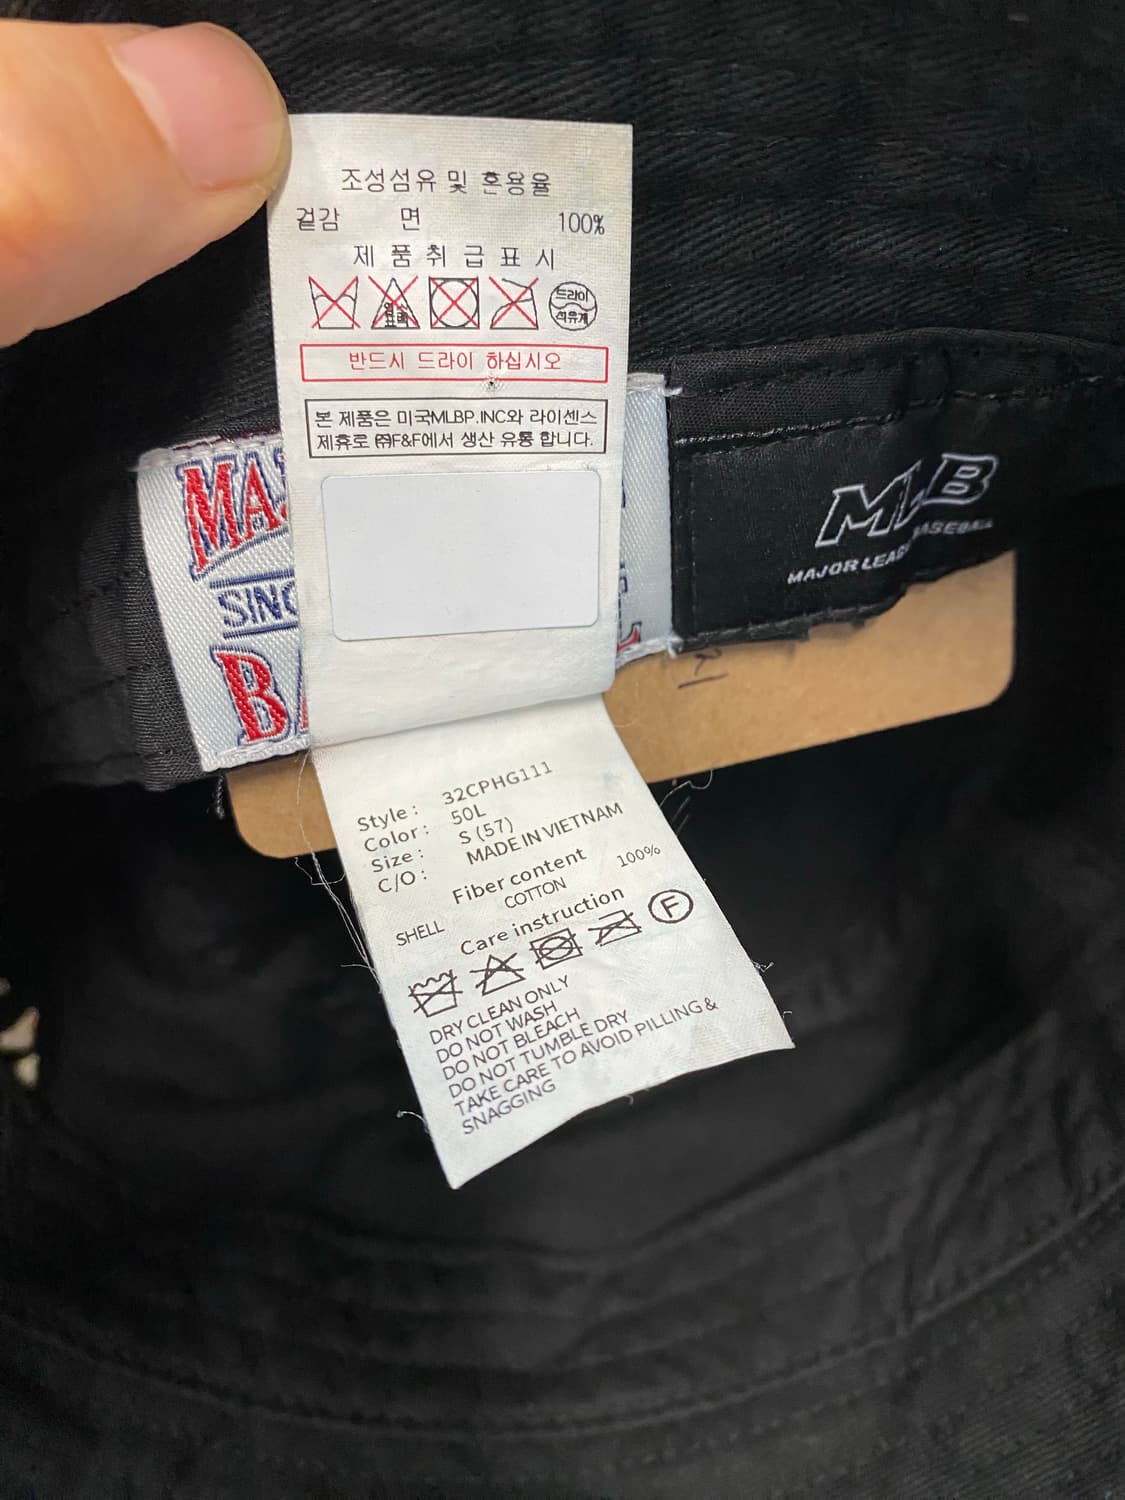 조성섬유 및 혼용율
겉감 면 100%
제 품 취 급 표 시
드라이
석유계
반드시 드라이 하십시오
본 제품은 미국MLBP.INC와 라이센스
제휴로 ㈜F&F에서 생산 유통 합니다.
SINC
MLB
MAJOR LEAGUE BASEBALL
Style: 32CPHG111
Color: 50L
Size: S (57)
C/O: MADE IN VIETNAM
Fiber content
SHELL COTTON 100%
Care instruction
F
DRY CLEAN ONLY
DO NOT WASH
DO NOT BLEACH
DO NOT TUMBLE DRY
TAKE CARE TO AVOID PILLING &
SNAGGING